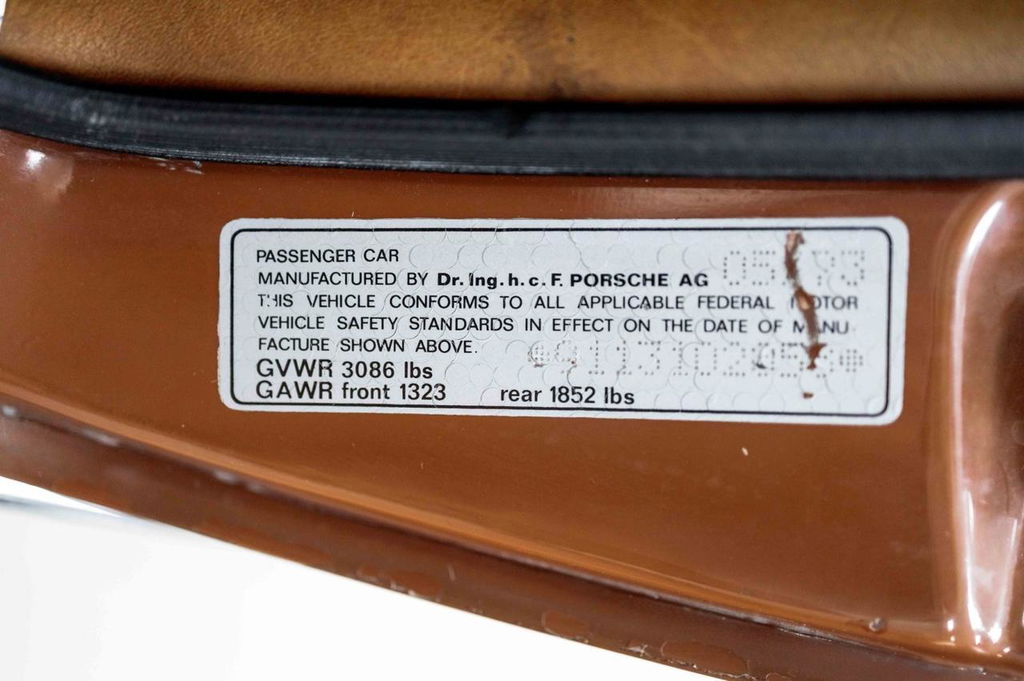 PASSENGER CAR
MANUFACTURED BY Dr. Ing. h. c. F. PORSCHE AG
THIS VEHICLE CONFORMS TO ALL APPLICABLE FEDERAL MOTOR
VEHICLE SAFETY STANDARDS IN EFFECT ON THE DATE OF MANU-
FACTURE SHOWN ABOVE.
GVWR 3086 lbs
GAWR front 1323 rear 1852 lbs